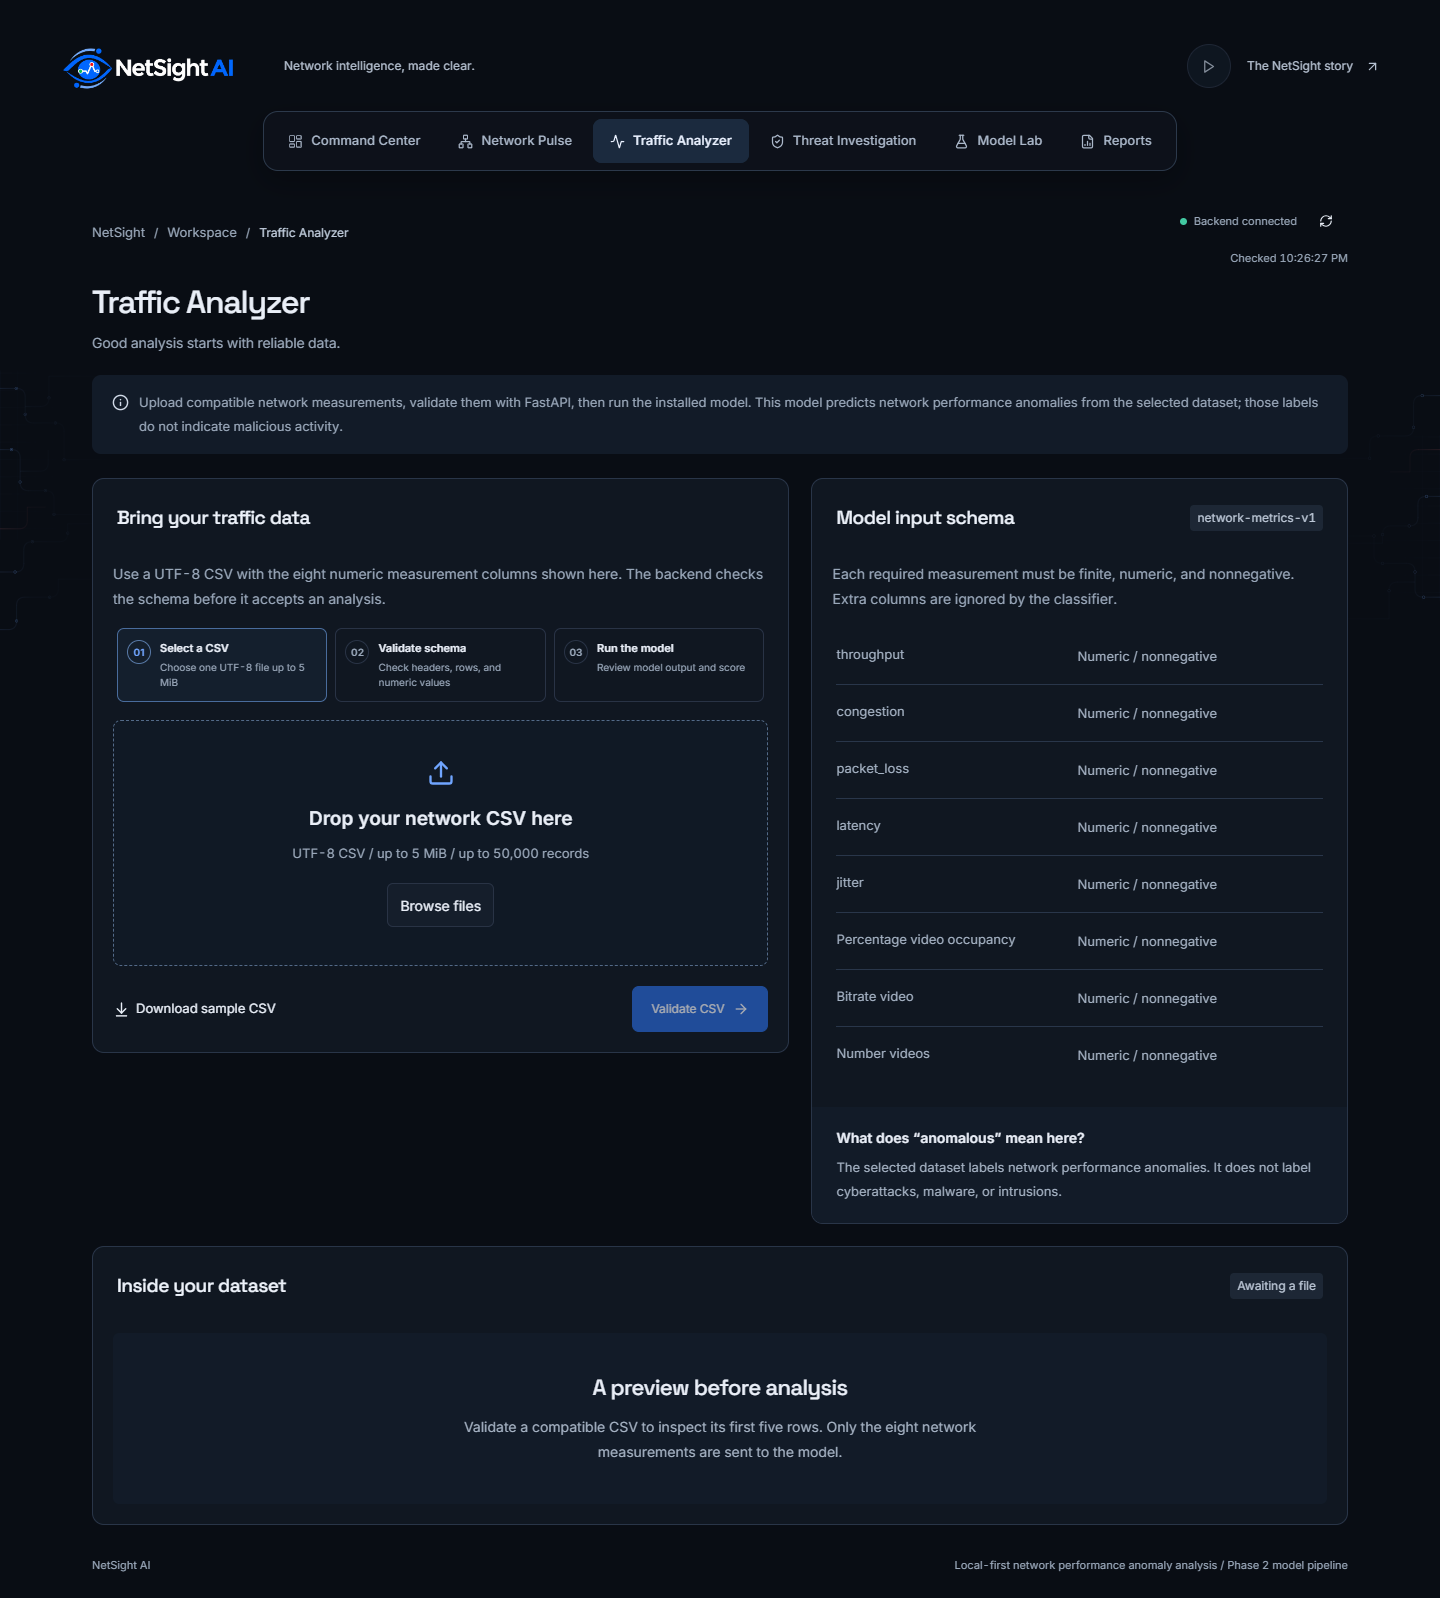 NetSight AI
Network intelligence, made clear.
The NetSight story
Command Center
Network Pulse
Traffic Analyzer
Threat Investigation
Model Lab
Reports
NetSight / Workspace / Traffic Analyzer
Backend connected
Checked 10:26:27 PM
Traffic Analyzer
Good analysis starts with reliable data.
Upload compatible network measurements, validate them with FastAPI, then run the installed model. This model predicts network performance anomalies from the selected dataset; those labels
do not indicate malicious activity.
Bring your traffic data
Use a UTF-8 CSV with the eight numeric measurement columns shown here. The backend checks
the schema before it accepts an analysis.
01
Select a CSV
Choose one UTF-8 file up to 5
MiB
02
Validate schema
Check headers, rows, and
numeric values
03
Run the model
Review model output and score
Drop your network CSV here
UTF-8 CSV / up to 5 MiB / up to 50,000 records
Browse files
Download sample CSV
Validate CSV
Model input schema
network-metrics-v1
Each required measurement must be finite, numeric, and nonnegative.
Extra columns are ignored by the classifier.
throughput Numeric / nonnegative
congestion Numeric / nonnegative
packet_loss Numeric / nonnegative
latency Numeric / nonnegative
jitter Numeric / nonnegative
Percentage video occupancy Numeric / nonnegative
Bitrate video Numeric / nonnegative
Number videos Numeric / nonnegative
What does “anomalous” mean here?
The selected dataset labels network performance anomalies. It does not label
cyberattacks, malware, or intrusions.
Inside your dataset
Awaiting a file
A preview before analysis
Validate a compatible CSV to inspect its first five rows. Only the eight network
measurements are sent to the model.
NetSight AI
Local-first network performance anomaly analysis / Phase 2 model pipeline